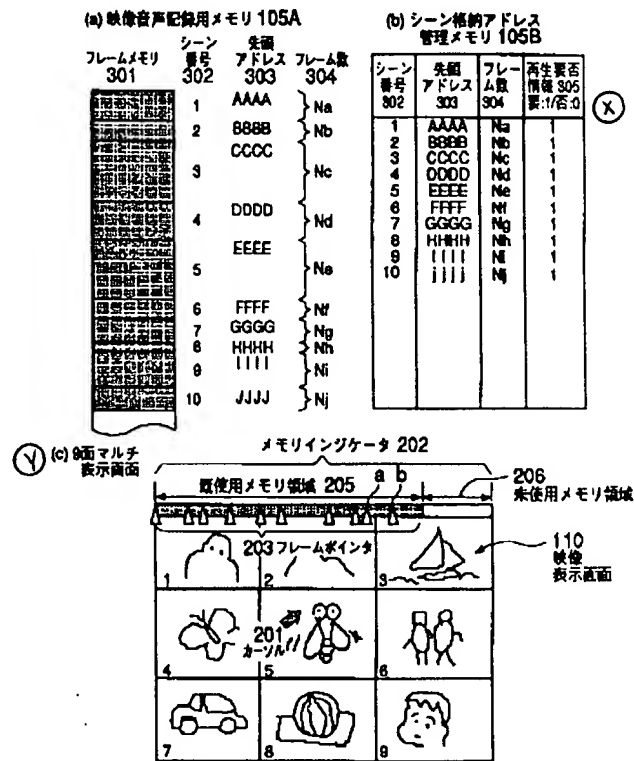 (a) 映像音声記録用メモリ 105A
フレームメモリ
301
シーン
番号
302
先頭
アドレス
303
フレーム数
304
1 AAAA Na
2 BBBB Nb
3 CCCC Nc
4 DDDD Nd
5 EEEE Ne
6 FFFF Nf
7 GGGG Ng
8 HHHH Nh
9 IIII Ni
10 JJJJ Nj
(b) シーン格納アドレス
管理メモリ 105B
シーン
番号
302
先頭
アドレス
303
フレー
ム数
304
再生要否
情報 305
要:1/否:0
X
1 AAAA Na 1
2 BBBB Nb 1
3 CCCC Nc 1
4 DDDD Nd 1
5 EEEE Ne 1
6 FFFF Nf 1
7 GGGG Ng 1
8 HHHH Nh 1
9 IIII Ni 1
10 jjjj Nj 1
Y
(c) 9面マルチ
表示画面
メモリインジケータ 202
既使用メモリ領域 205
a b
206
未使用メモリ領域
203 フレームポインタ
110
映像
表示画面
1 2 3
201
カーソル
4 5 6
7 8 9